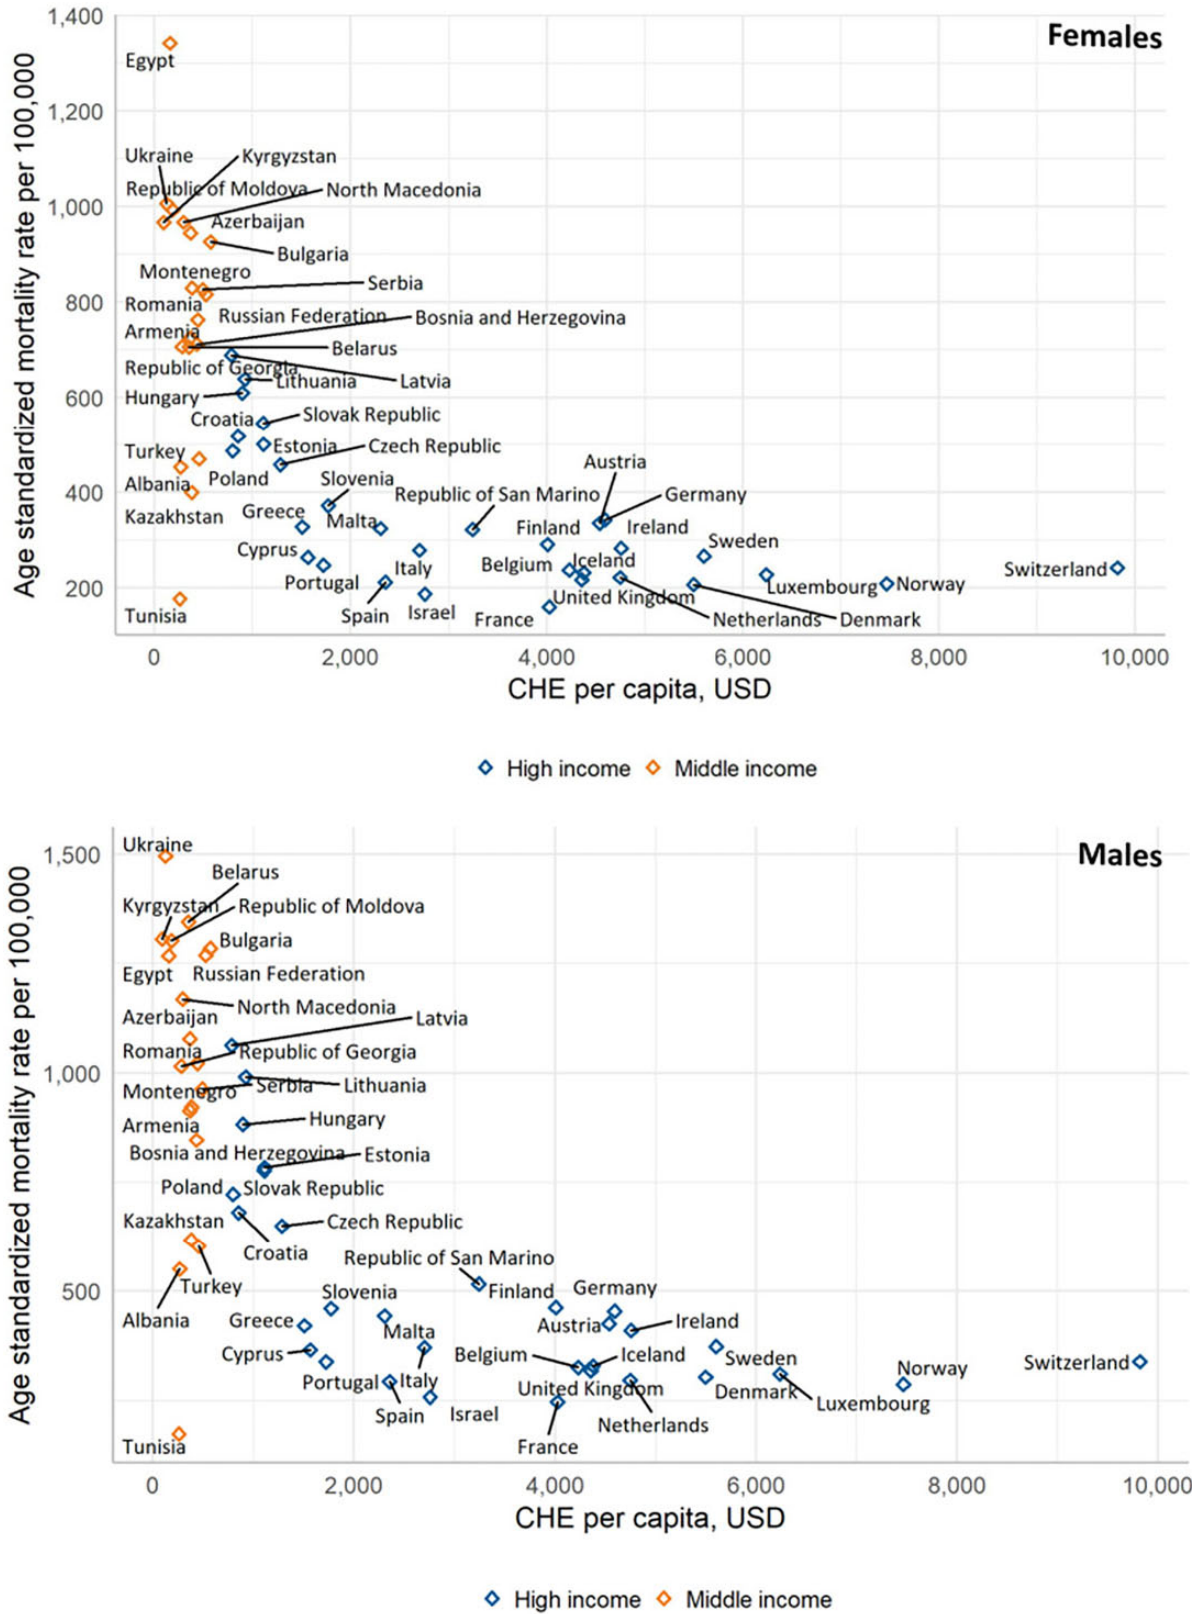 Females
Age standardized mortality rate per 100,000
1,400
1,200
1,000
800
600
400
200
Egypt
Ukraine
Kyrgyzstan
Republic of Moldova
North Macedonia
Azerbaijan
Bulgaria
Montenegro
Serbia
Romania
Russian Federation
Bosnia and Herzegovina
Armenia
Belarus
Republic of Georgia
Lithuania
Latvia
Hungary
Croatia
Slovak Republic
Turkey
Estonia
Czech Republic
Austria
Albania
Poland
Slovenia
Republic of San Marino
Germany
Kazakhstan
Greece
Malta
Finland
Ireland
Sweden
Cyprus
Italy
Belgium
Iceland
Switzerland
Portugal
Luxembourg
Norway
United Kingdom
Tunisia
Spain
Israel
France
Netherlands
Denmark
0
2,000
4,000
6,000
8,000
10,000
CHE per capita, USD
High income
Middle income
Males
Age standardized mortality rate per 100,000
1,500
1,000
500
Ukraine
Belarus
Kyrgyzstan
Republic of Moldova
Bulgaria
Egypt
Russian Federation
North Macedonia
Azerbaijan
Latvia
Romania
Republic of Georgia
Montenegro
Serbia
Lithuania
Armenia
Hungary
Bosnia and Herzegovina
Estonia
Poland
Slovak Republic
Kazakhstan
Czech Republic
Croatia
Republic of San Marino
Turkey
Slovenia
Finland
Germany
Albania
Greece
Malta
Austria
Ireland
Cyprus
Belgium
Iceland
Sweden
Switzerland
Norway
Portugal
Italy
United Kingdom
Denmark
Luxembourg
Spain
Israel
Netherlands
Tunisia
France
0
2,000
4,000
6,000
8,000
10,000
CHE per capita, USD
High income
Middle income